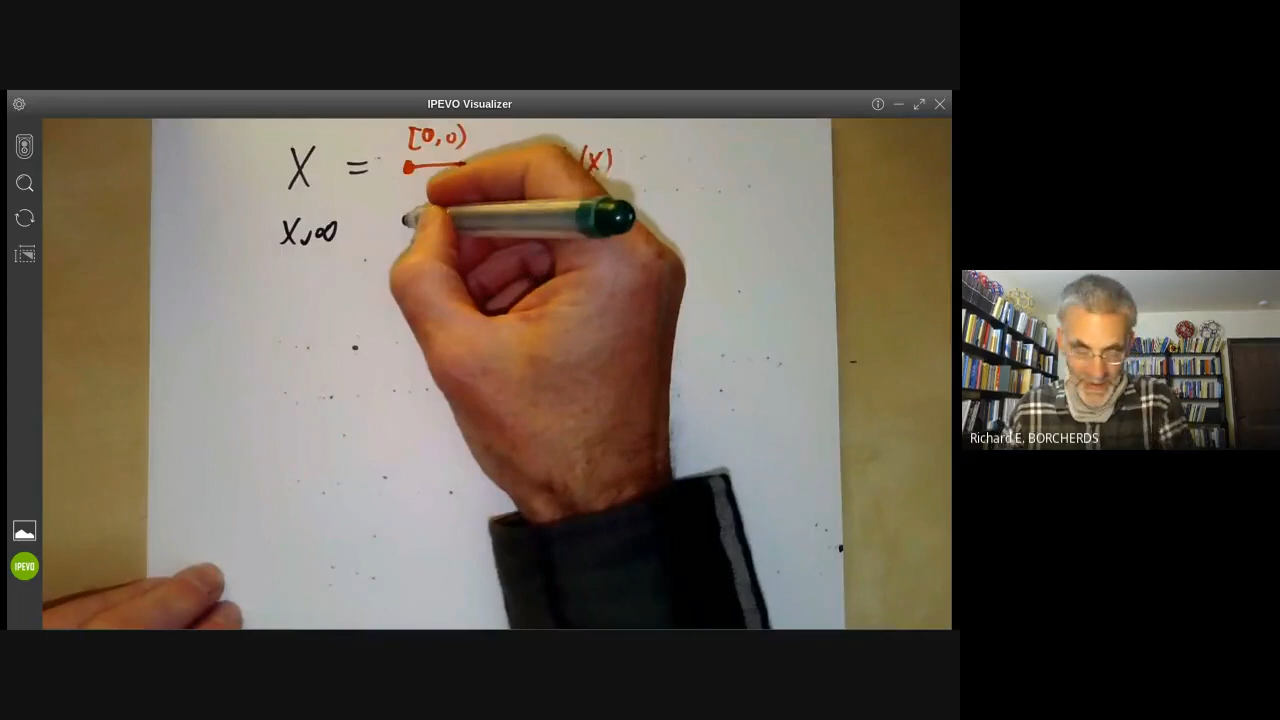 IPEVO Visualizer
[0,0)
X = (X)
X,∞
IPEVO
Richard E. BORCHERDS